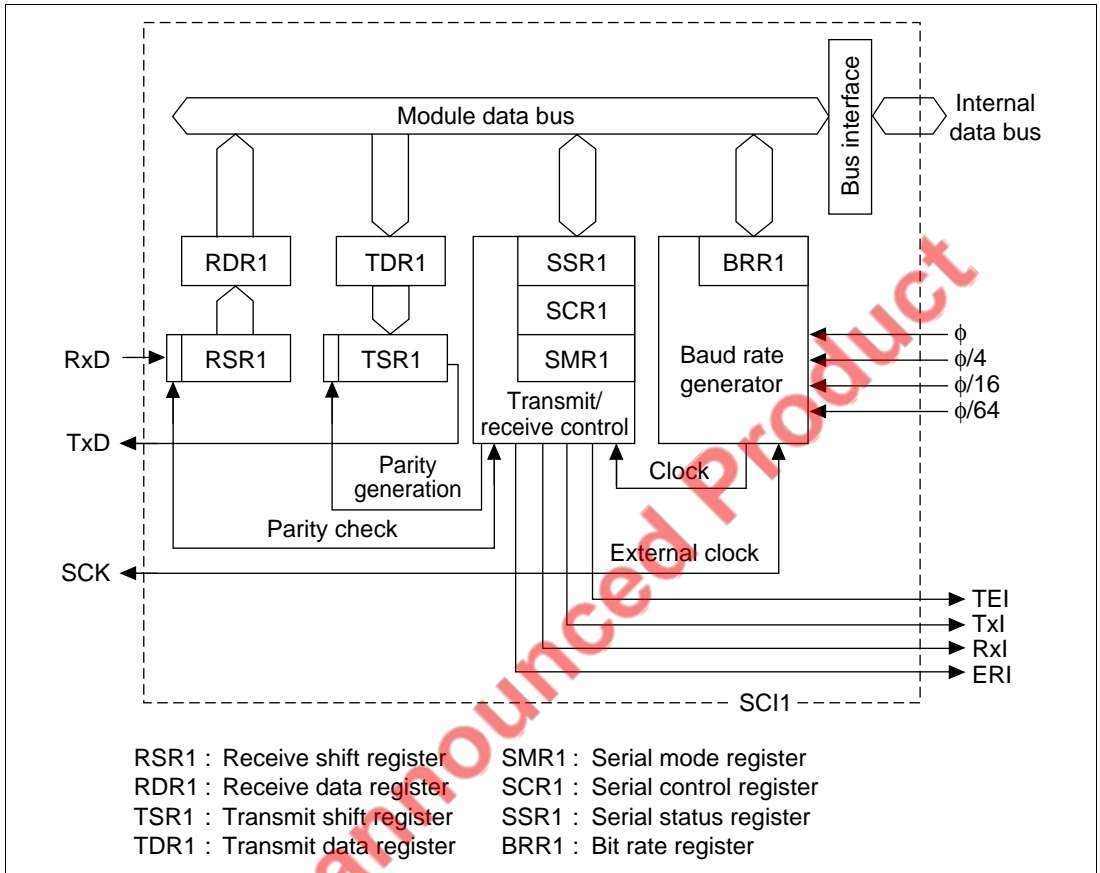 Module data bus
Bus interface
Internal
data bus
RDR1
TDR1
SSR1
BRR1
SCR1
RxD
RSR1
TSR1
SMR1
Baud rate
generator
φ
φ/4
φ/16
φ/64
Transmit/
receive control
TxD
Parity
generation
Clock
Parity check
SCK
External clock
TEI
TxI
RxI
ERI
SCI1
RSR1 : Receive shift register
RDR1 : Receive data register
TSR1 : Transmit shift register
TDR1 : Transmit data register
SMR1 : Serial mode register
SCR1 : Serial control register
SSR1 : Serial status register
BRR1 : Bit rate register
announced Product